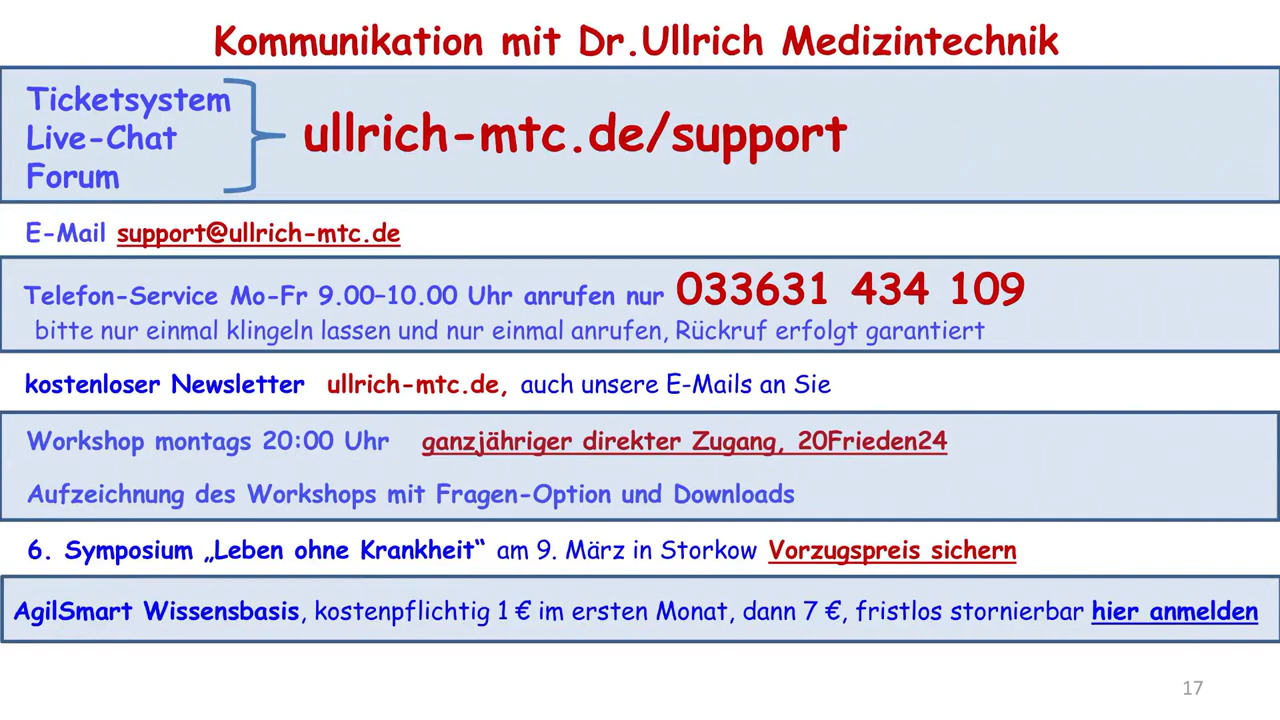 Kommunikation mit Dr.Ullrich Medizintechnik
Ticketsystem
Live-Chat
Forum
ullrich-mtc.de/support
E-Mail support@ullrich-mtc.de
Telefon-Service Mo-Fr 9.00–10.00 Uhr anrufen nur 033631 434 109
bitte nur einmal klingeln lassen und nur einmal anrufen, Rückruf erfolgt garantiert
kostenloser Newsletter ullrich-mtc.de, auch unsere E-Mails an Sie
Workshop montags 20:00 Uhr ganzjähriger direkter Zugang, 20Frieden24
Aufzeichnung des Workshops mit Fragen-Option und Downloads
6. Symposium „Leben ohne Krankheit“ am 9. März in Storkow Vorzugspreis sichern
AgilSmart Wissensbasis, kostenpflichtig 1 € im ersten Monat, dann 7 €, fristlos stornierbar hier anmelden
17